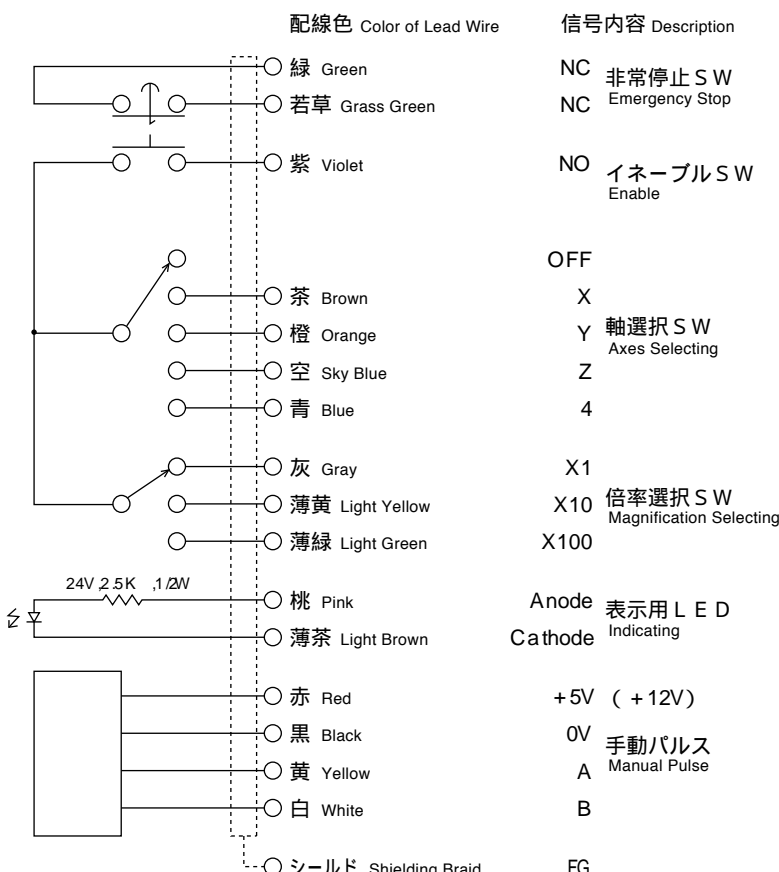 配線色 Color of Lead Wire 信号内容 Description
緑 Green NC 非常停止ＳＷ
Emergency Stop
若草 Grass Green NC
紫 Violet NO イネーブルＳＷ
Enable
OFF
茶 Brown X
橙 Orange Y 軸選択ＳＷ
Axes Selecting
空 Sky Blue Z
青 Blue 4
灰 Gray X1
薄黄 Light Yellow X10 倍率選択ＳＷ
Magnification Selecting
薄緑 Light Green X100
24V,2.5K ,1/2W
桃 Pink Anode 表示用ＬＥＤ
Indicating
薄茶 Light Brown Cathode
赤 Red +5V （+12V）
黒 Black 0V 手動パルス
Manual Pulse
黄 Yellow A
白 White B
シールド Shielding Braid FG